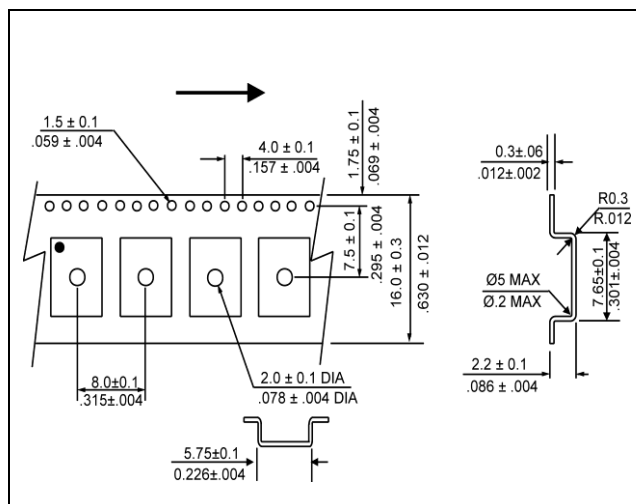 1.5 ± 0.1
.059 ± .004
4.0 ± 0.1
.157 ± .004
1.75 ± 0.1
.069 ± .004
7.5 ± 0.1
.295 ± .004
16.0 ± 0.3
.630 ± .012
8.0±0.1
.315±.004
2.0 ± 0.1 DIA
.078 ± .004 DIA
5.75±0.1
0.226±.004
0.3±.06
.012±.002
R0.3
R.012
Ø5 MAX
Ø.2 MAX
7.65±0.1
.301±.004
2.2 ± 0.1
.086 ± .004